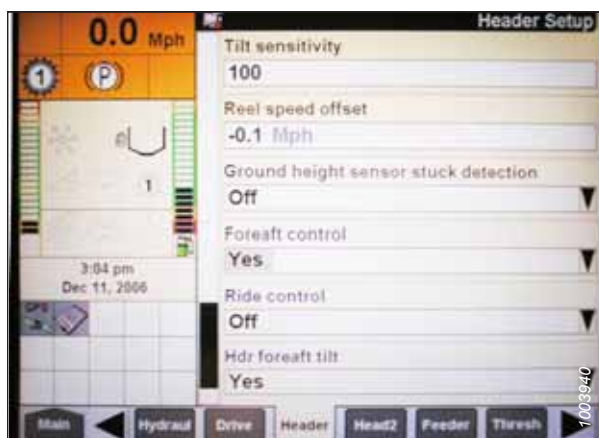 0.0 Mph
1 (P)
1
3:04 pm
Dec 11, 2006
Header Setup
Tilt sensitivity
100
Reel speed offset
-0.1 Mph
Ground height sensor stuck detection
Off
Foreaft control
Yes
Ride control
Off
Hdr foreaft tilt
Yes
Main
Hydraul
Drive
Header
Head2
Feeder
Thresh
1003940